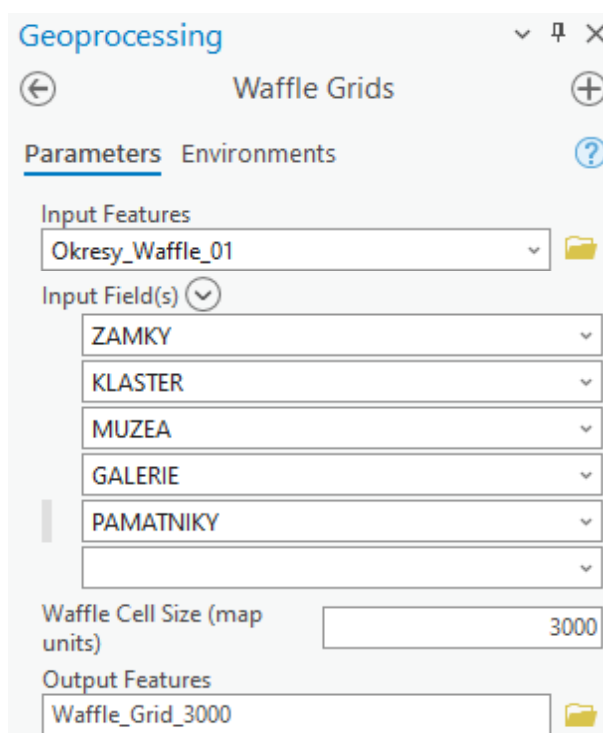 Geoprocessing
Waffle Grids
Parameters Environments
Input Features
Okresy_Waffle_01
Input Field(s)
ZAMKY
KLASTER
MUZEA
GALERIE
PAMATNIKY
Waffle Cell Size (map
units)
3000
Output Features
Waffle_Grid_3000